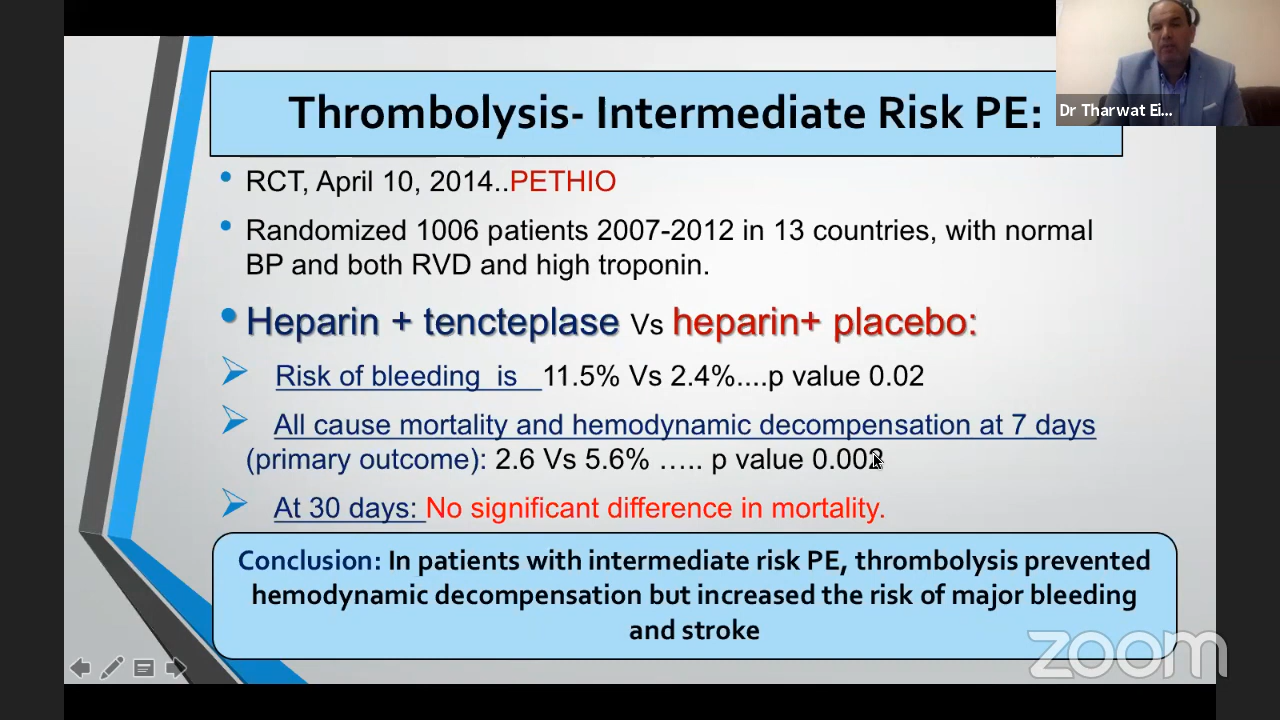 Thrombolysis- Intermediate Risk PE:
Dr Tharwat Ei...
• RCT, April 10, 2014..PETHIO
• Randomized 1006 patients 2007-2012 in 13 countries, with normal
BP and both RVD and high troponin.
• Heparin + tencteplase Vs heparin+ placebo:
Risk of bleeding is 11.5% Vs 2.4%....p value 0.02
All cause mortality and hemodynamic decompensation at 7 days
(primary outcome): 2.6 Vs 5.6% ..... p value 0.002
At 30 days: No significant difference in mortality.
Conclusion: In patients with intermediate risk PE, thrombolysis prevented
hemodynamic decompensation but increased the risk of major bleeding
and stroke
zoom